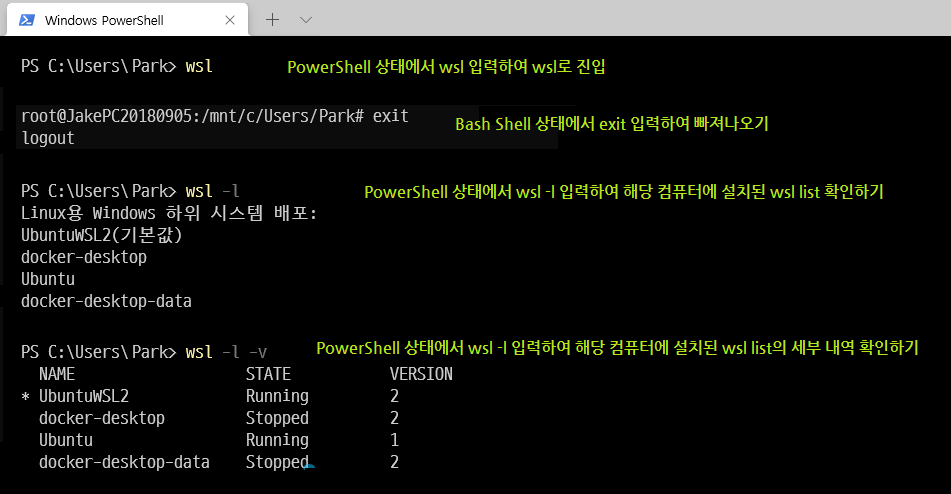 Windows PowerShell
PS C:\Users\Park> wsl PowerShell 상태에서 wsl 입력하여 wsl로 진입
root@JakePC20180905:/mnt/c/Users/Park# exit
logout
Bash Shell 상태에서 exit 입력하여 빠져나오기
PS C:\Users\Park> wsl -l PowerShell 상태에서 wsl -l 입력하여 해당 컴퓨터에 설치된 wsl list 확인하기
Linux용 Windows 하위 시스템 배포:
UbuntuWSL2(기본값)
docker-desktop
Ubuntu
docker-desktop-data
PS C:\Users\Park> wsl -l -v PowerShell 상태에서 wsl -l 입력하여 해당 컴퓨터에 설치된 wsl list의 세부 내역 확인하기
NAME STATE VERSION
* UbuntuWSL2 Running 2
docker-desktop Stopped 2
Ubuntu Running 1
docker-desktop-data Stopped 2